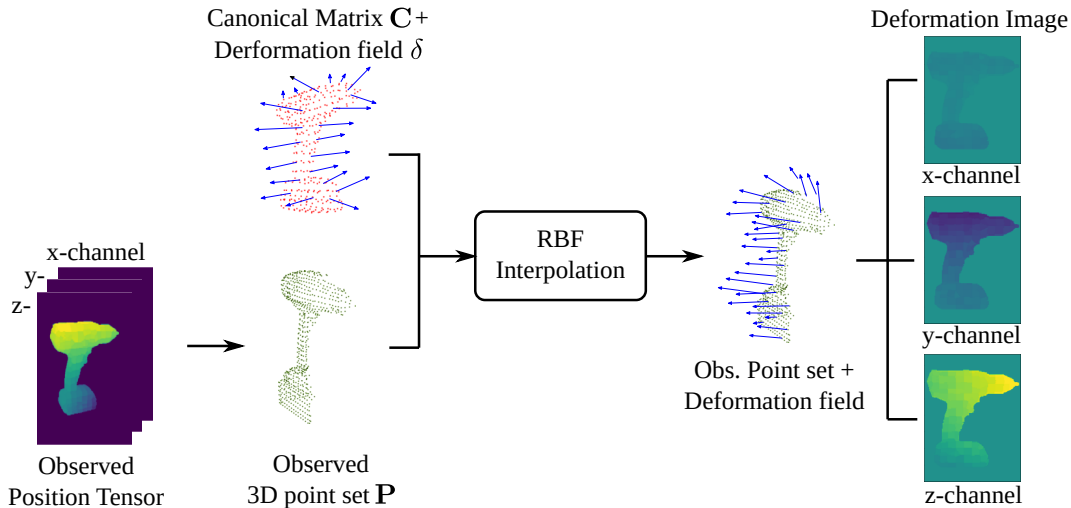 Canonical Matrix C+
Derformation field δ
x-channel
y-
z-
Observed
Position Tensor
Observed
3D point set P
RBF
Interpolation
Obs. Point set +
Deformation field
Deformation Image
x-channel
y-channel
z-channel